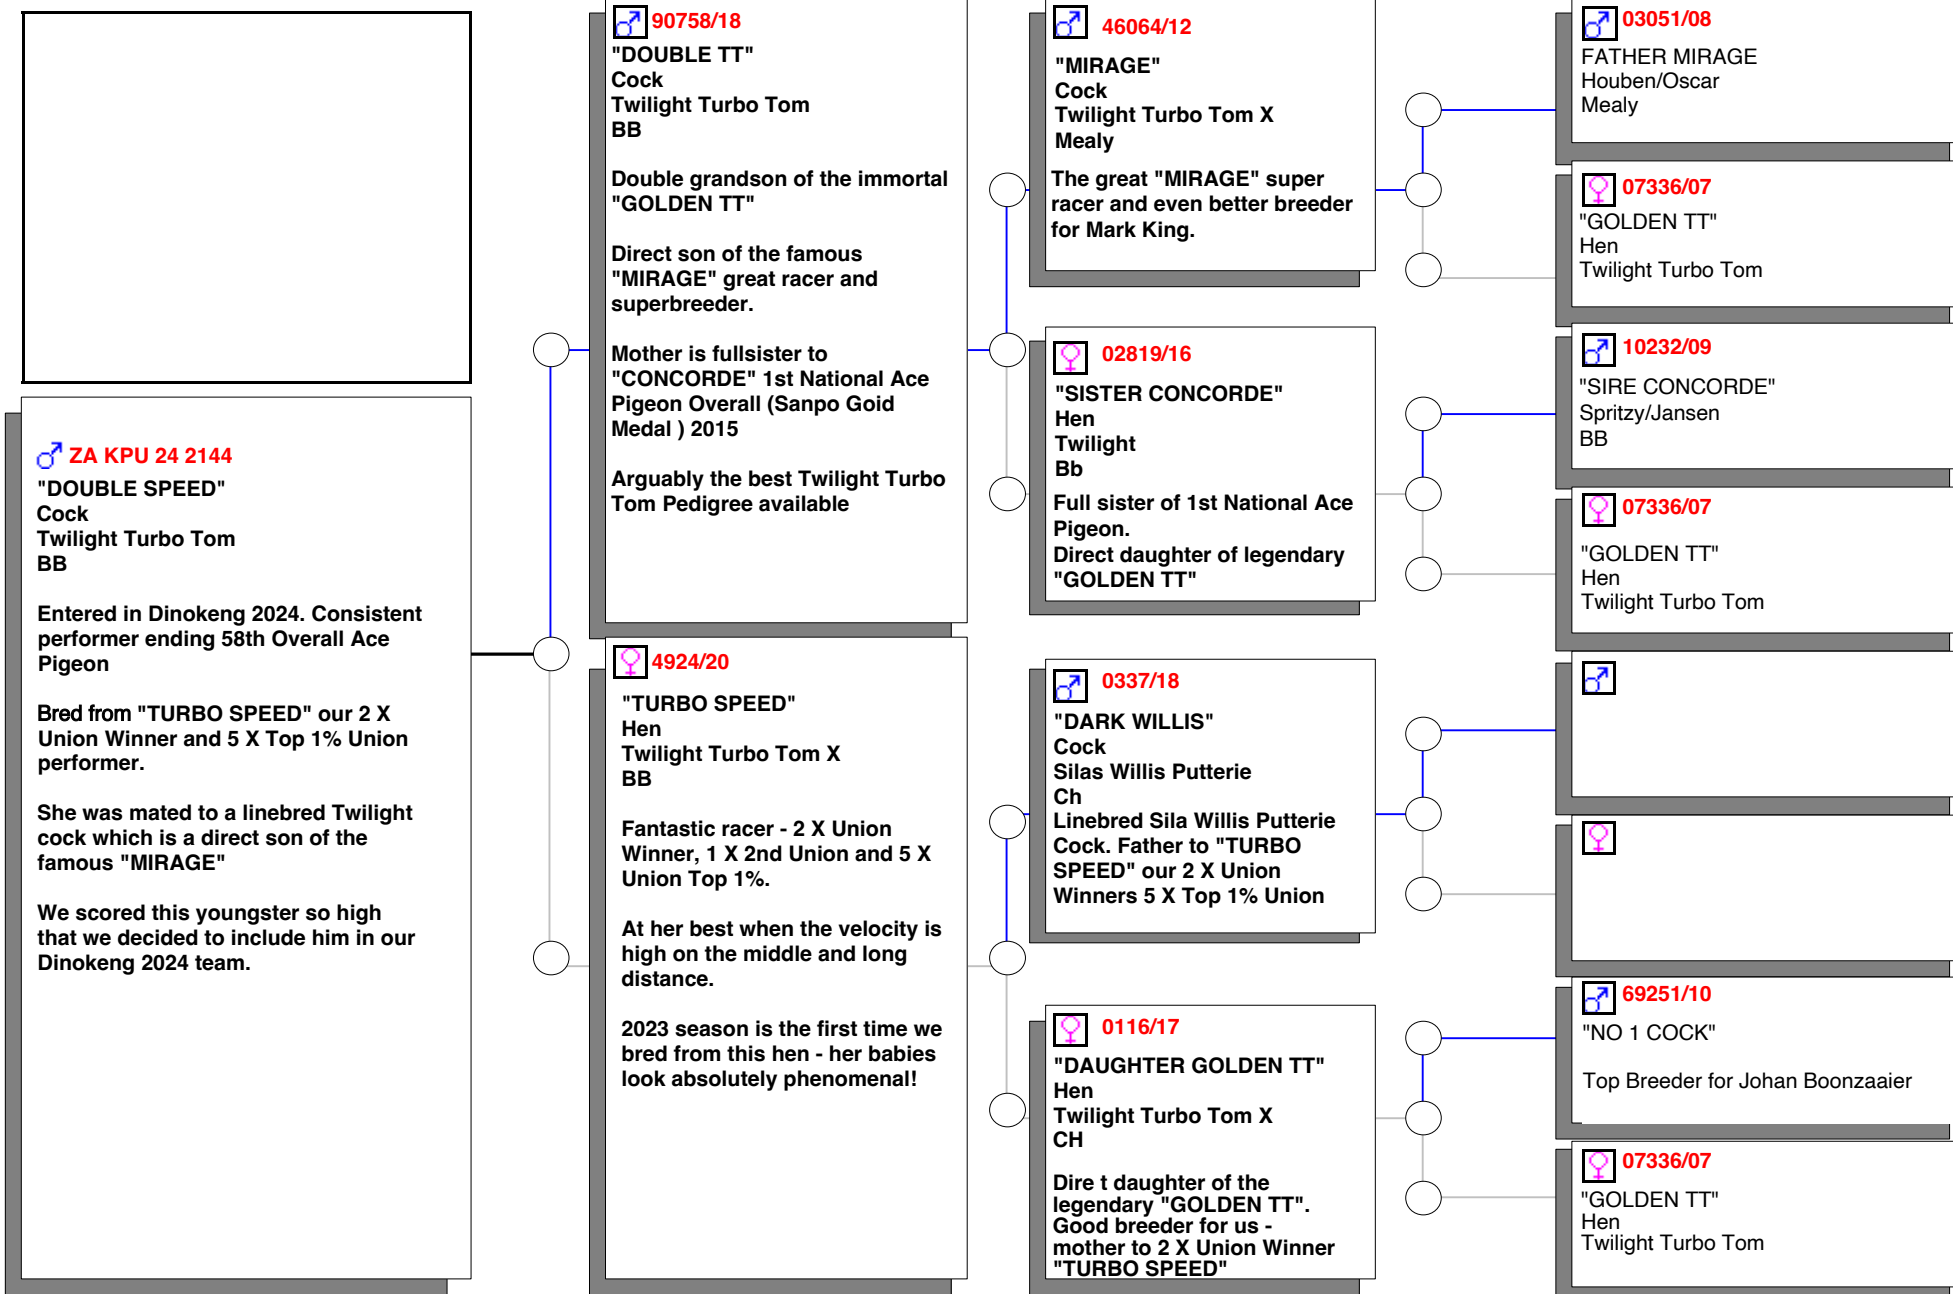 ZA KPU 24 2144
"DOUBLE SPEED"
Cock
Twilight Turbo Tom
BB
Entered in Dinokeng 2024. Consistent
performer ending 58th Overall Ace
Pigeon
Bred from "TURBO SPEED" our 2 X
Union Winner and 5 X Top 1% Union
performer.
She was mated to a linebred Twilight
cock which is a direct son of the
famous "MIRAGE"
We scored this youngster so high
that we decided to include him in our
Dinokeng 2024 team.
90758/18
"DOUBLE TT"
Cock
Twilight Turbo Tom
BB
Double grandson of the immortal
"GOLDEN TT"
Direct son of the famous
"MIRAGE" great racer and
superbreeder.
Mother is fullsister to
"CONCORDE" 1st National Ace
Pigeon Overall (Sanpo Goid
Medal ) 2015
Arguably the best Twilight Turbo
Tom Pedigree available
4924/20
"TURBO SPEED"
Hen
Twilight Turbo Tom X
BB
Fantastic racer - 2 X Union
Winner, 1 X 2nd Union and 5 X
Union Top 1%.
At her best when the velocity is
high on the middle and long
distance.
2023 season is the first time we
bred from this hen - her babies
look absolutely phenomenal!
46064/12
"MIRAGE"
Cock
Twilight Turbo Tom X
Mealy
The great "MIRAGE" super
racer and even better breeder
for Mark King.
02819/16
"SISTER CONCORDE"
Hen
Twilight
Bb
Full sister of 1st National Ace
Pigeon.
Direct daughter of legendary
"GOLDEN TT"
0337/18
"DARK WILLIS"
Cock
Silas Willis Putterie
Ch
Linebred Sila Willis Putterie
Cock. Father to "TURBO
SPEED" our 2 X Union
Winners 5 X Top 1% Union
0116/17
"DAUGHTER GOLDEN TT"
Hen
Twilight Turbo Tom X
CH
Dire t daughter of the
legendary "GOLDEN TT".
Good breeder for us -
mother to 2 X Union Winner
"TURBO SPEED"
03051/08
FATHER MIRAGE
Houben/Oscar
Mealy
07336/07
"GOLDEN TT"
Hen
Twilight Turbo Tom
10232/09
"SIRE CONCORDE"
Spritzy/Jansen
BB
07336/07
"GOLDEN TT"
Hen
Twilight Turbo Tom
69251/10
"NO 1 COCK"
Top Breeder for Johan Boonzaaier
07336/07
"GOLDEN TT"
Hen
Twilight Turbo Tom